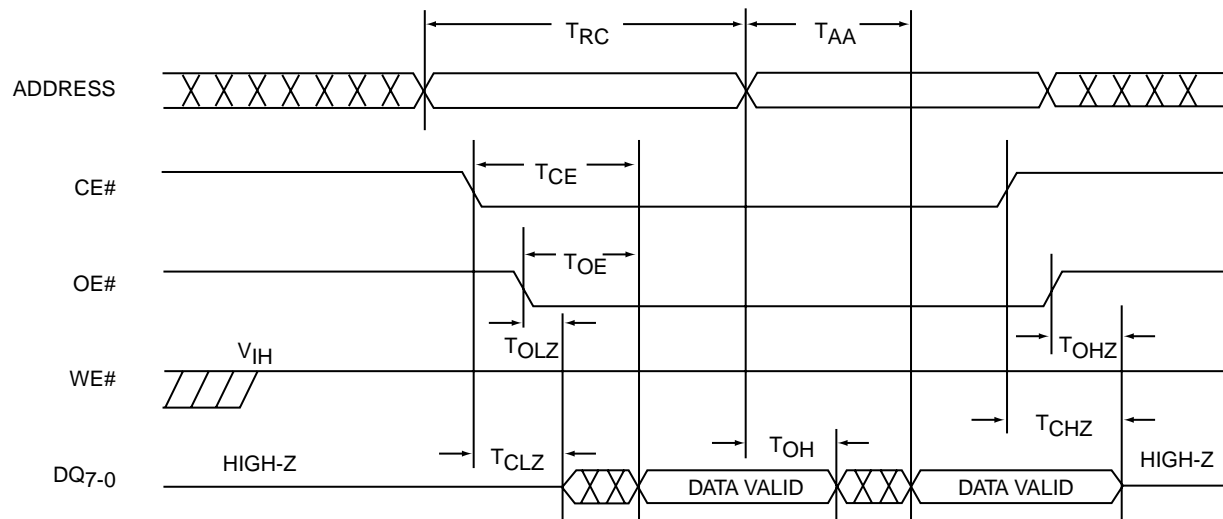 TRC TAA
ADDRESS
TCE
CE#
TOE
OE#
TOLZ TOHZ
VIH
WE#
TCLZ TOH TCHZ
HIGH-Z HIGH-Z
DQ7-0 DATA VALID DATA VALID